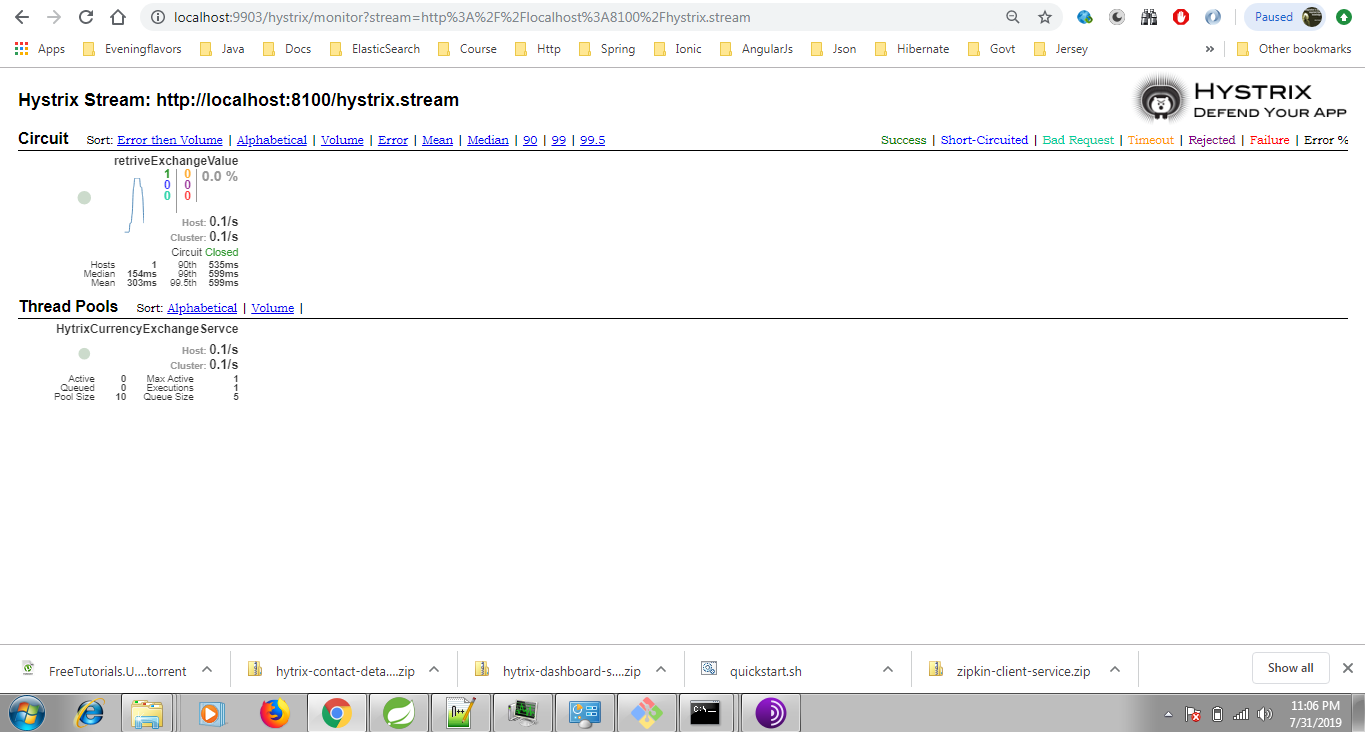 localhost:9903/hystrix/monitor?stream=http%3A%2F%2Flocalhost%3A8100%2Fhystrix.stream
Paused
Apps Eveningflavors Java Docs ElasticSearch Course Http Spring Ionic AngularJs Json Hibernate Govt Jersey » Other bookmarks
Hystrix Stream: http://localhost:8100/hystrix.stream
HYSTRIX
DEFEND YOUR APP
Circuit Sort: Error then Volume | Alphabetical | Volume | Error | Mean | Median | 90 | 99 | 99.5
Success | Short-Circuited | Bad Request | Timeout | Rejected | Failure | Error %
retriveExchangeValue
1 0 0.0 %
0 0
0 0
Host: 0.1/s
Cluster: 0.1/s
Circuit Closed
Hosts 1 90th 535ms
Median 154ms 99th 599ms
Mean 303ms 99.5th 599ms
Thread Pools Sort: Alphabetical | Volume |
HytrixCurrencyExchangeServce
Host: 0.1/s
Cluster: 0.1/s
Active 0 Max Active 1
Queued 0 Executions 1
Pool Size 10 Queue Size 5
FreeTutorials.U....torrent hytrix-contact-deta....zip hytrix-dashboard-s....zip quickstart.sh zipkin-client-service.zip Show all
N++
C:\_
11:06 PM
7/31/2019